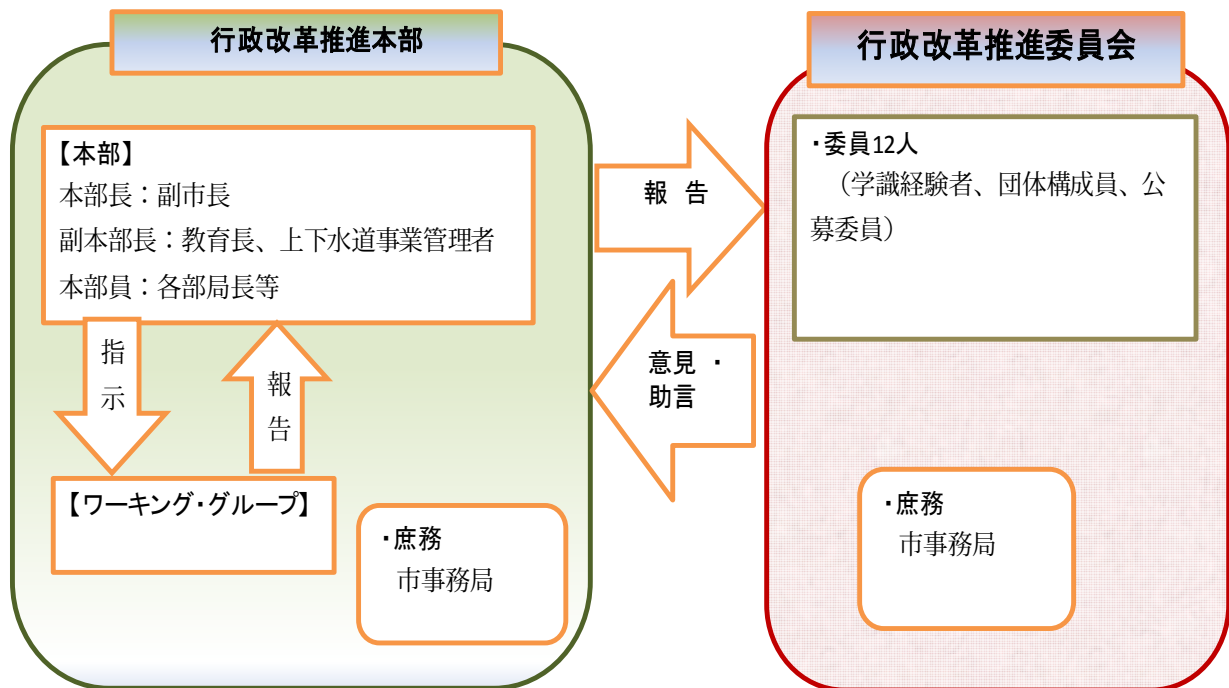 行政改革推進本部
【本部】
本部長：副市長
副本部長：教育長、上下水道事業管理者
本部員：各部局長等
指
示
報
告
【ワーキング・グループ】
・庶務
市事務局
報 告
意見 ・
助言
行政改革推進委員会
・委員12人
（学識経験者、団体構成員、公
募委員）
・庶務
市事務局